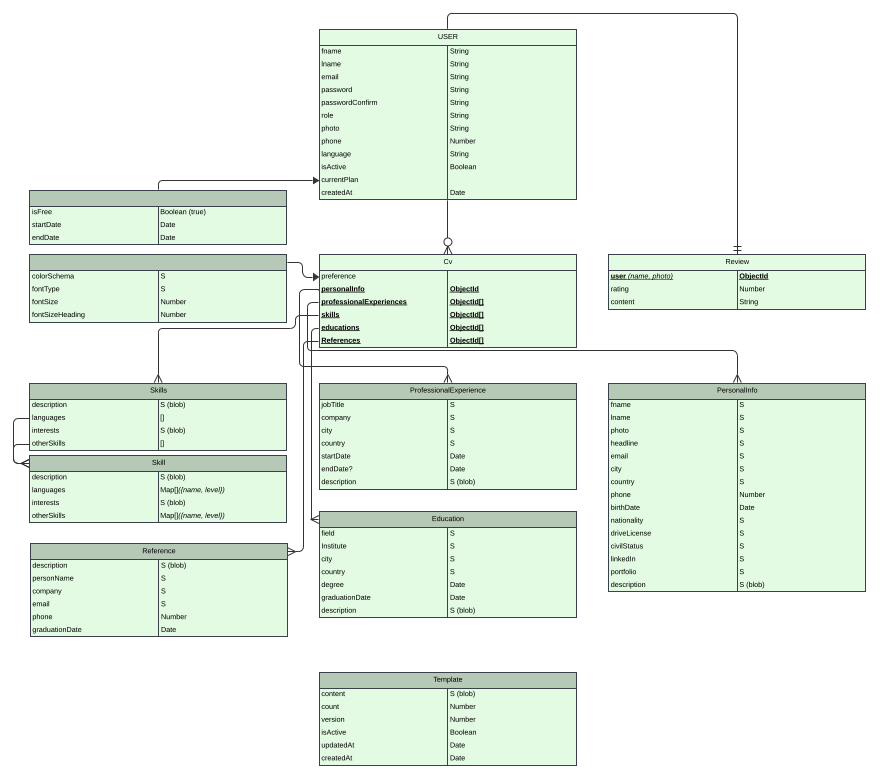 USER
fname String
lname String
email String
password String
passwordConfirm String
role String
photo String
phone Number
language String
isActive Boolean
currentPlan
createdAt Date
isFree Boolean (true)
startDate Date
endDate Date
colorSchema S
fontType S
fontSize Number
fontSizeHeading Number
Cv
preference
personalInfo ObjectId
professionalExperiences ObjectId[]
skills ObjectId[]
educations ObjectId[]
References ObjectId[]
Review
user (name, photo) ObjectId
rating Number
content String
Skills
description S (blob)
languages []
interests S (blob)
otherSkills []
Skill
description S (blob)
languages Map[]({name, level})
interests S (blob)
otherSkills Map[]({name, level})
Reference
description S (blob)
personName S
company S
email S
phone Number
graduationDate Date
ProfessionalExperience
jobTitle S
company S
city S
country S
startDate Date
endDate? Date
description S (blob)
Education
field S
Institute S
city S
country S
degree Date
graduationDate Date
description S (blob)
PersonalInfo
fname S
lname S
photo S
headline S
email S
city S
country S
phone Number
birthDate Date
nationality S
driveLicense S
civilStatus S
linkedIn S
portfolio S
description S (blob)
Template
content S (blob)
count Number
version Number
isActive Boolean
updatedAt Date
createdAt Date